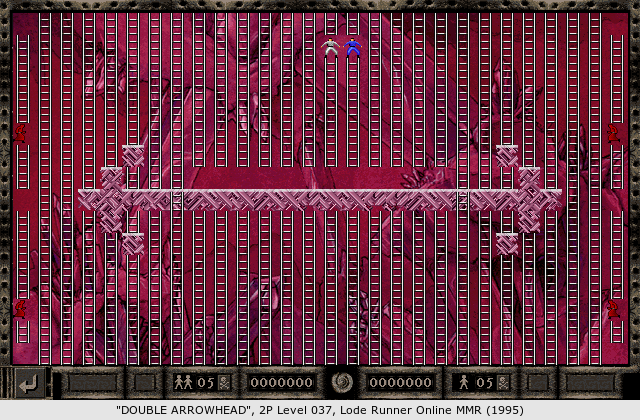 05 0000000 0000000 05
"DOUBLE ARROWHEAD", 2P Level 037, Lode Runner Online MMR (1995)